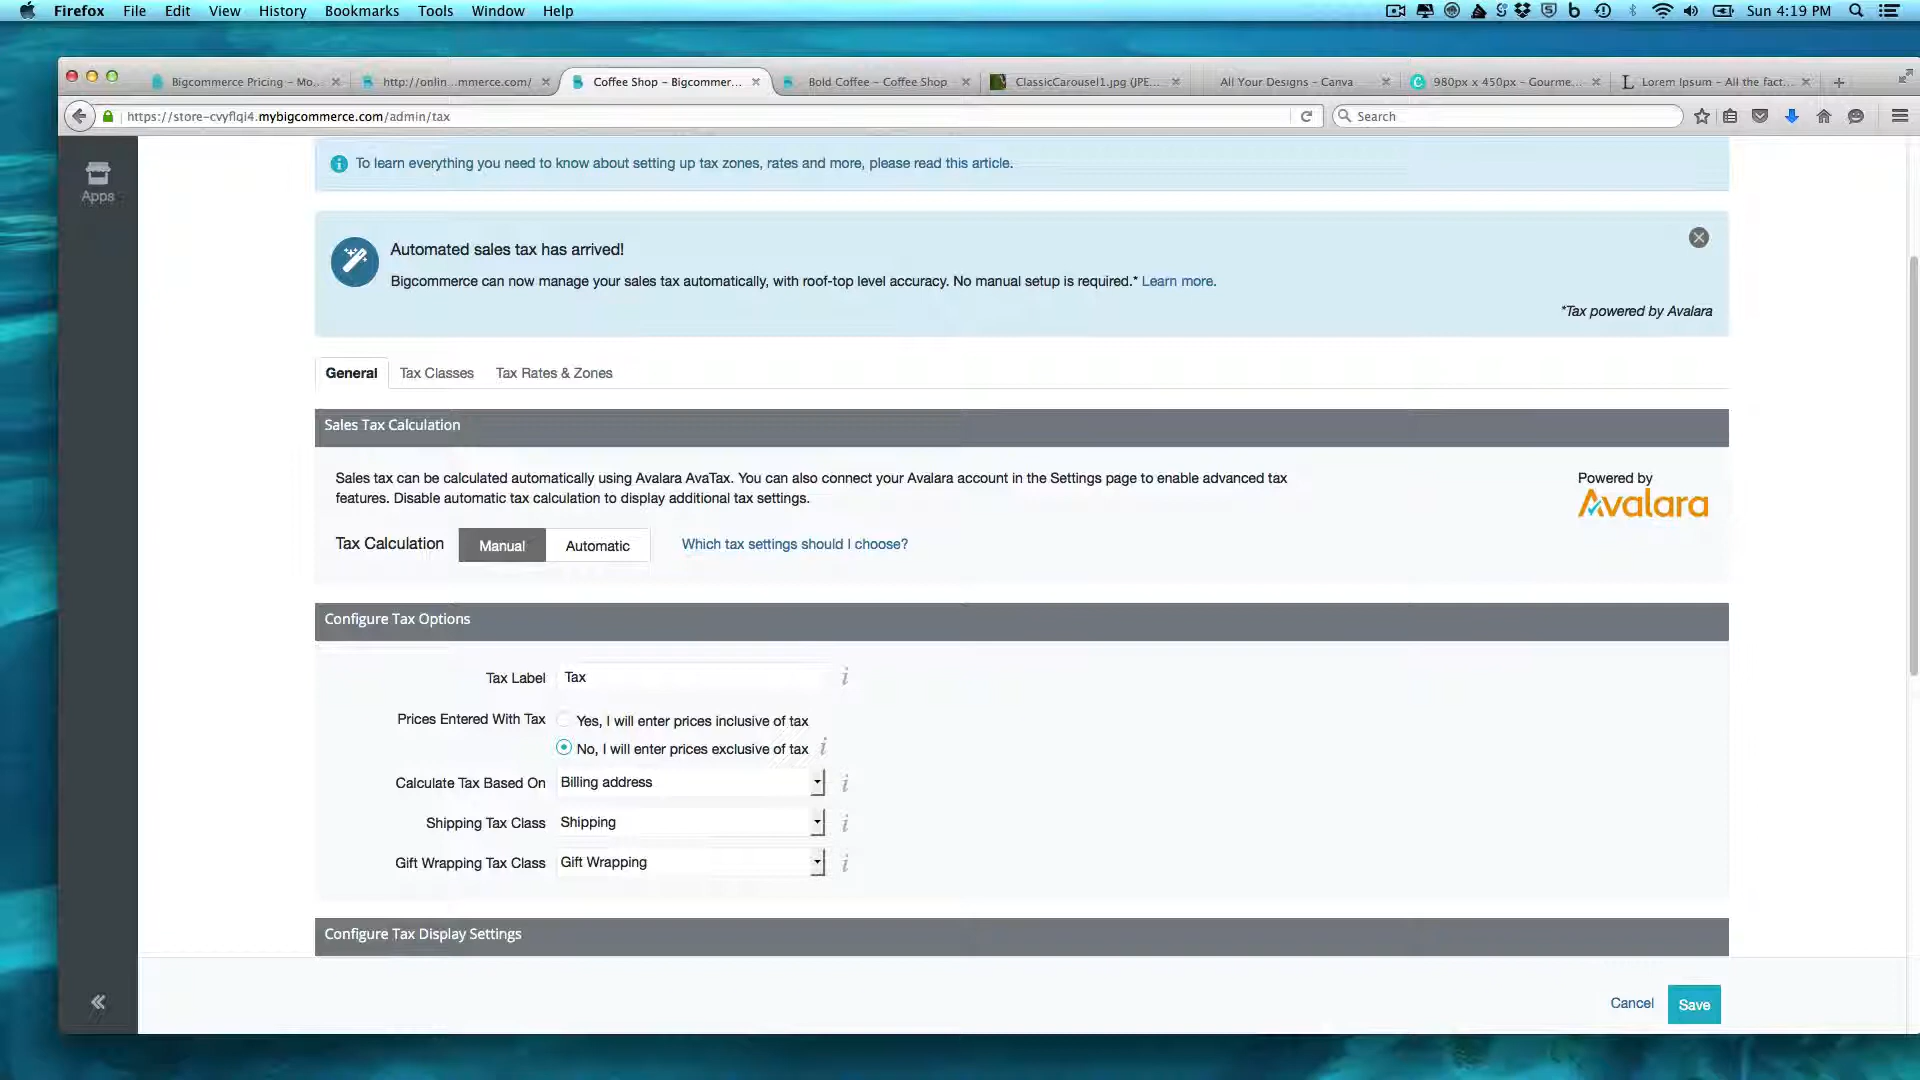 Firefox File Edit View History Bookmarks Tools Window Help Sun 4:19 PM
Bigcommerce Pricing – Mo... http://onlin...mmerce.com/ Coffee Shop – Bigcommer... Bold Coffee – Coffee Shop ClassicCarousel1.jpg (JPE... All Your Designs – Canva 980px x 450px – Gourme... Lorem Ipsum – All the fact...
https://store-cvyflqi4.mybigcommerce.com/admin/tax Search
Apps
To learn everything you need to know about setting up tax zones, rates and more, please read this article.
Automated sales tax has arrived!
Bigcommerce can now manage your sales tax automatically, with roof-top level accuracy. No manual setup is required.* Learn more.
*Tax powered by Avalara
General Tax Classes Tax Rates & Zones
Sales Tax Calculation
Sales tax can be calculated automatically using Avalara AvaTax. You can also connect your Avalara account in the Settings page to enable advanced tax
features. Disable automatic tax calculation to display additional tax settings.
Powered by
Avalara
Tax Calculation Manual Automatic Which tax settings should I choose?
Configure Tax Options
Tax Label Tax
Prices Entered With Tax Yes, I will enter prices inclusive of tax
No, I will enter prices exclusive of tax
Calculate Tax Based On Billing address
Shipping Tax Class Shipping
Gift Wrapping Tax Class Gift Wrapping
Configure Tax Display Settings
Cancel Save